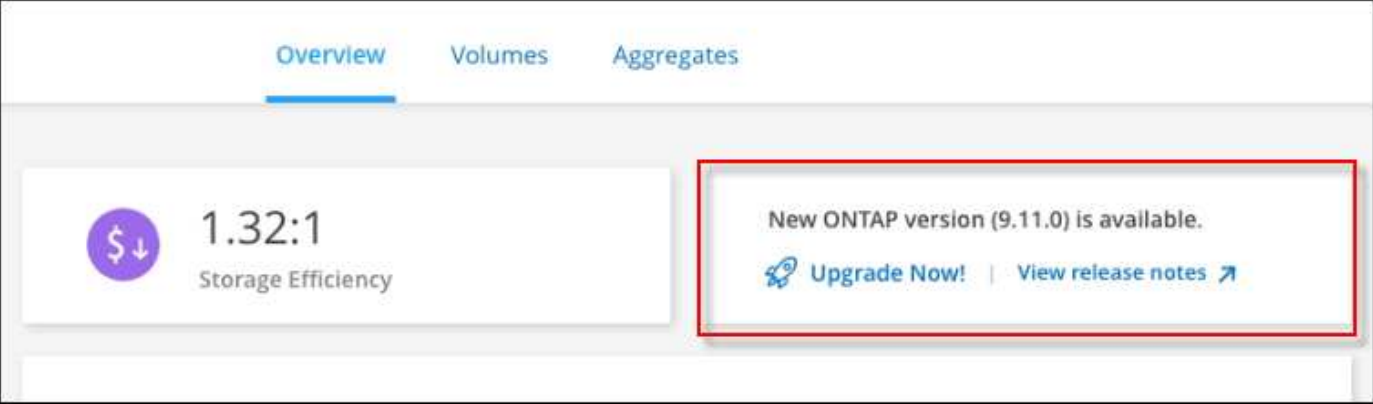 Overview Volumes Aggregates
1.32:1
Storage Efficiency
New ONTAP version (9.11.0) is available.
Upgrade Now! | View release notes